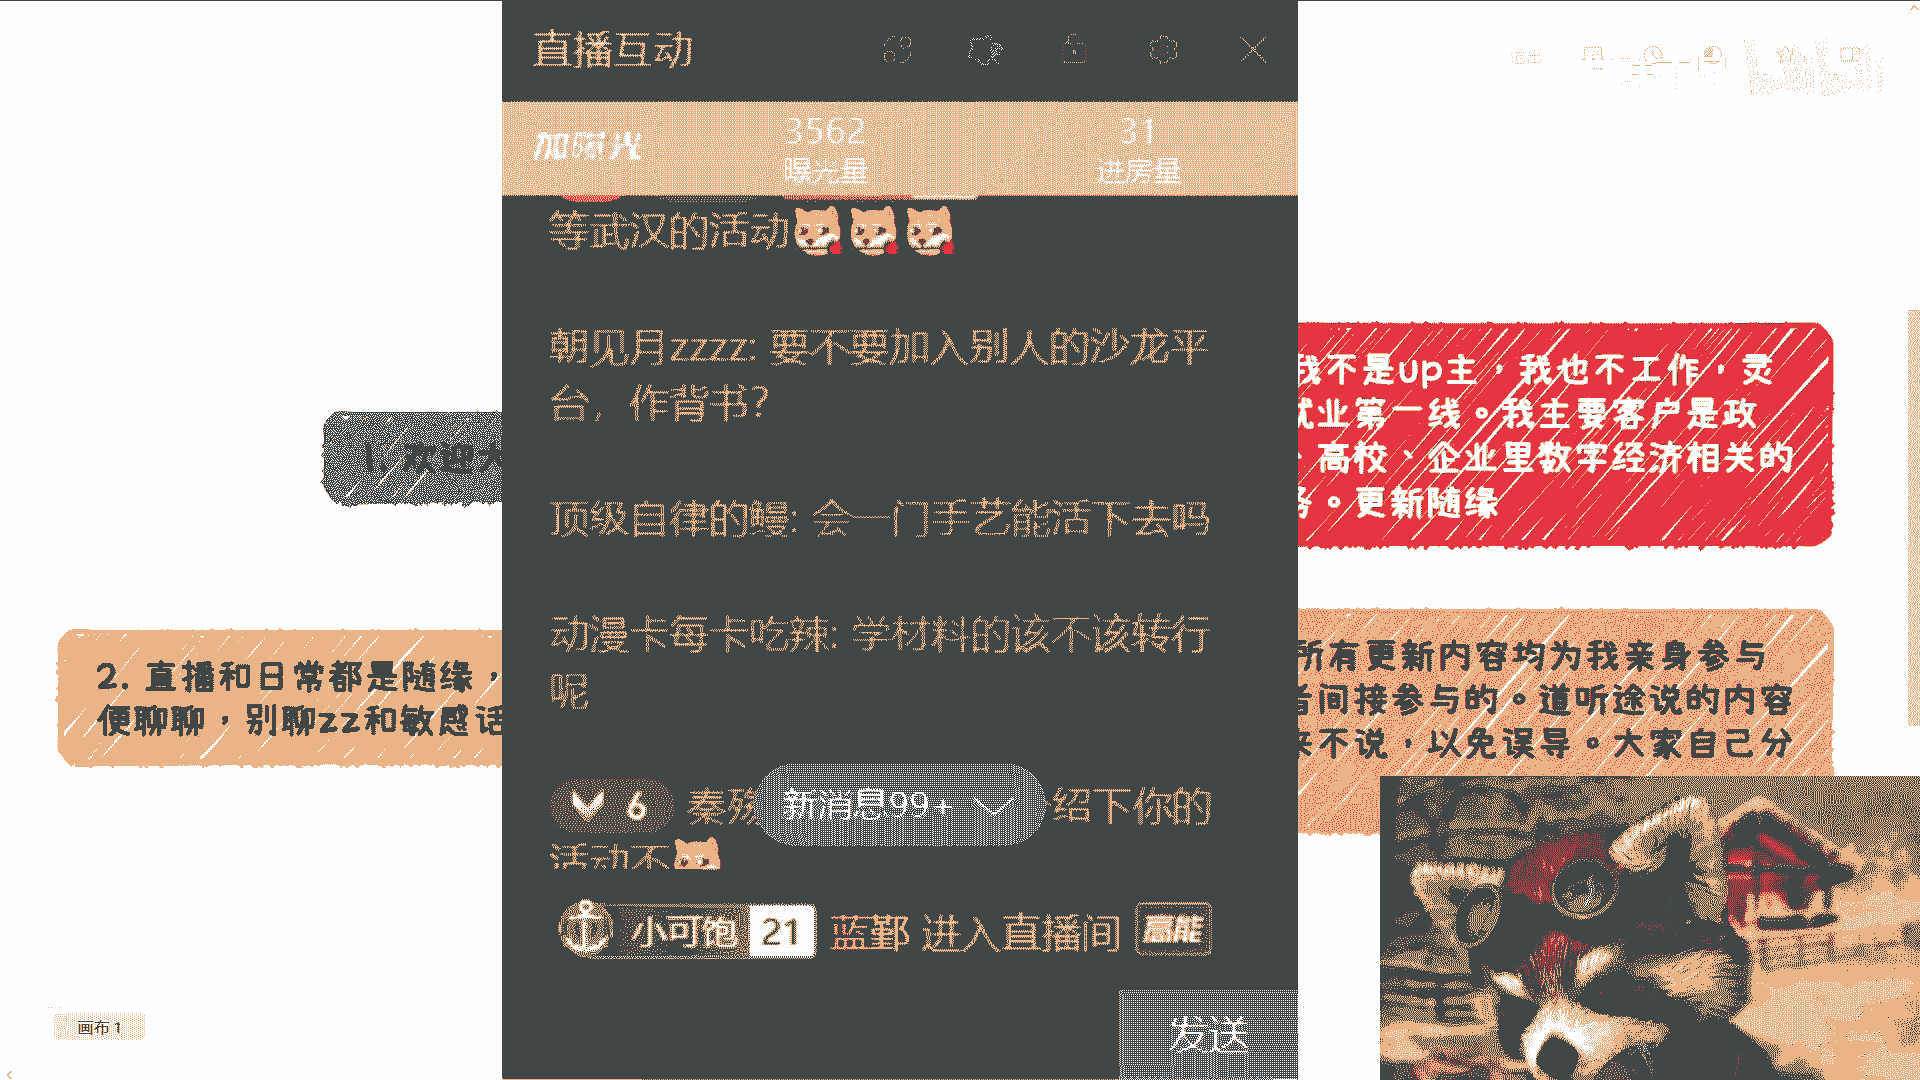 直播互动
加曝光
3562
曝光量
31
进房量
等武汉的活动
朝见月zzzz: 要不要加入别人的沙龙平
台，作背书?
顶级自律的鳗: 会一门手艺能活下去吗
动漫卡每卡吃辣: 学材料的该不该转行
呢
6 秦殇
新消息99+
绍下你的
活动不
小可饱 21 蓝鄞 进入直播间 高能
发送
1. 欢迎大
2. 直播和日常都是随缘，
便聊聊，别聊zz和敏感话
我不是up主，我也不工作，灵
就业第一线。我主要客户是政
、高校、企业里数字经济相关的
务。更新随缘
所有更新内容均为我亲身参与
者间接参与的。道听途说的内容
来不说，以免误导。大家自己分
画布 1